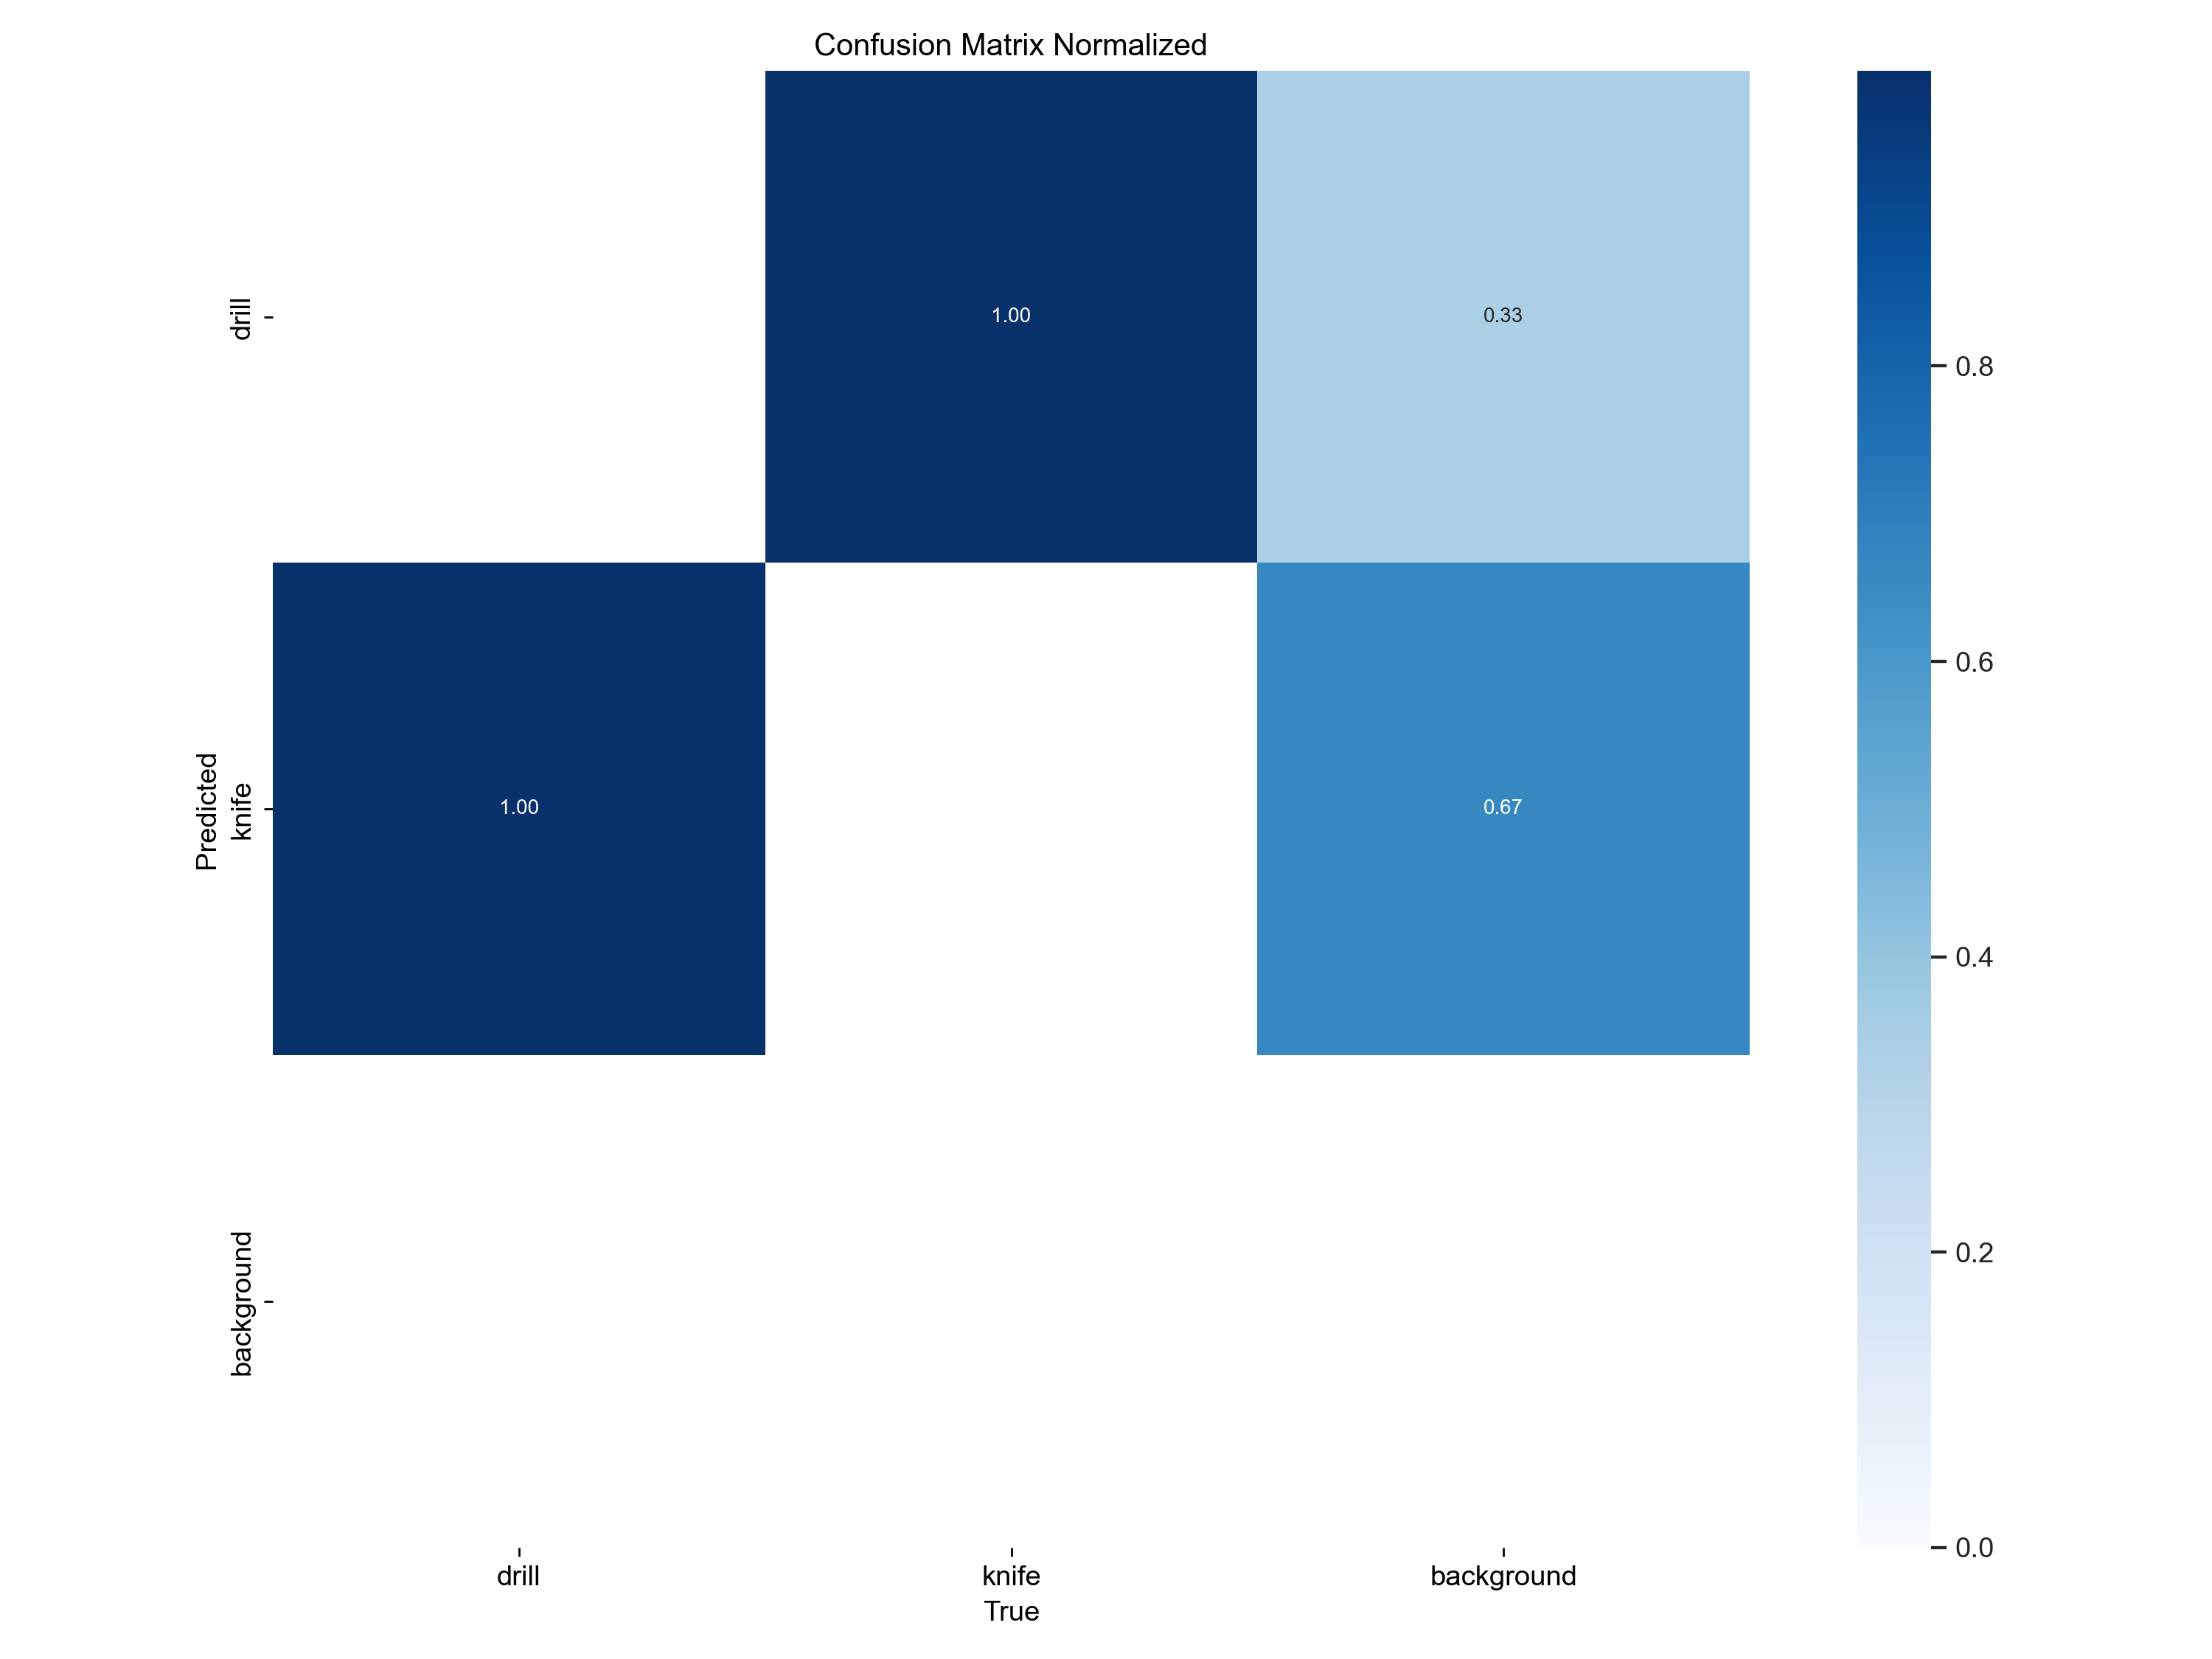 Confusion Matrix Normalized
drill
1.00
0.33
Predicted
knife
1.00
0.67
background
drill
knife
background
True
0.8
0.6
0.4
0.2
0.0